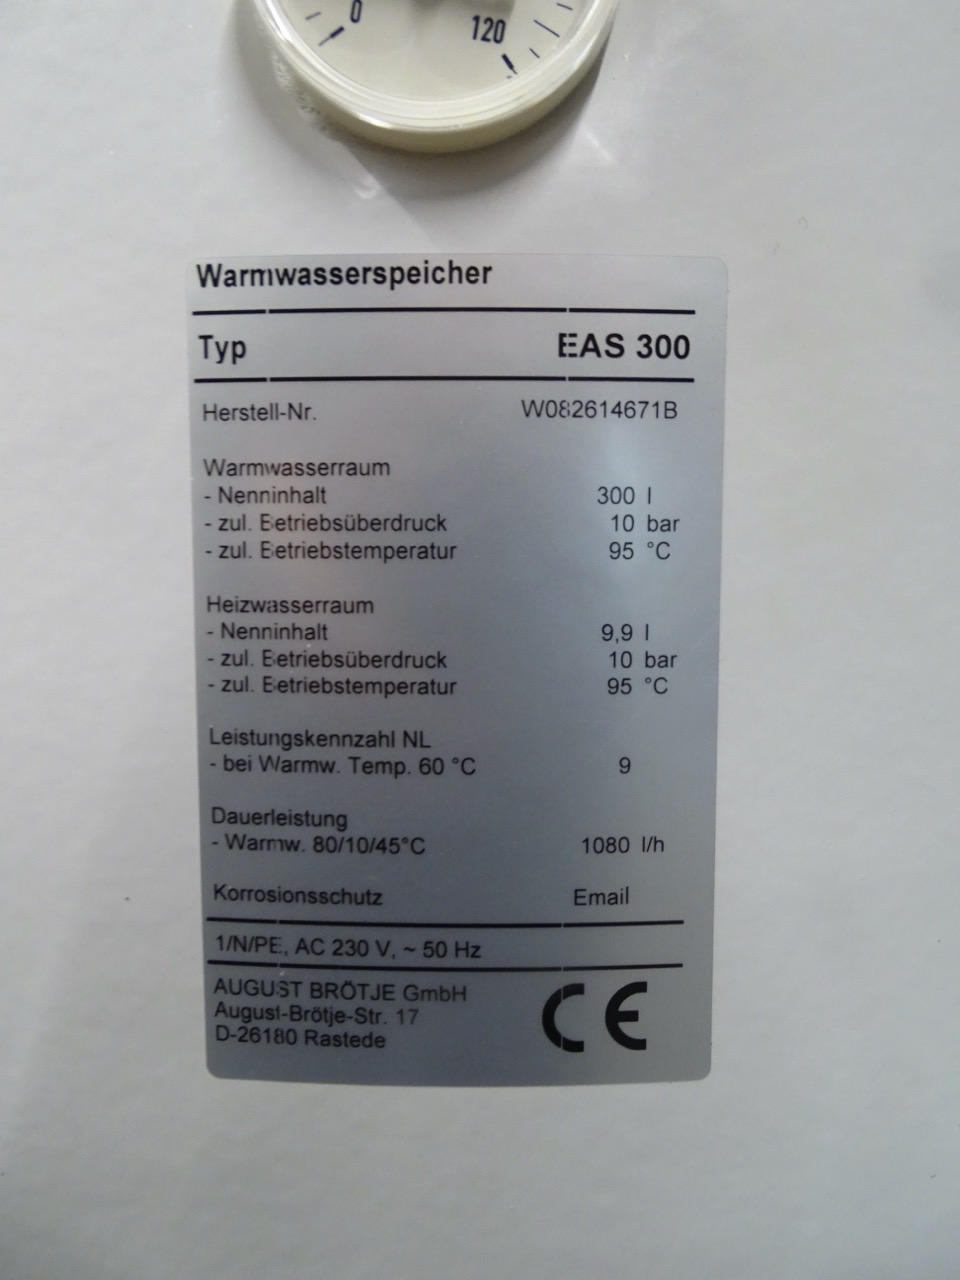 0 120
Warmwasserspeicher
Typ EAS 300
Herstell-Nr. W082614671B
Warmwasserraum
- Nenninhalt 300 l
- zul. Betriebsüberdruck 10 bar
- zul. Betriebstemperatur 95 °C
Heizwasserraum
- Nenninhalt 9,9 l
- zul. Betriebsüberdruck 10 bar
- zul. Betriebstemperatur 95 °C
Leistungskennzahl NL
- bei Warmw. Temp. 60 °C 9
Dauerleistung
- Warmw. 80/10/45°C 1080 l/h
Korrosionsschutz Email
1/N/PE, AC 230 V, ~ 50 Hz
AUGUST BRÖTJE GmbH
August-Brötje-Str. 17
D-26180 Rastede
CE